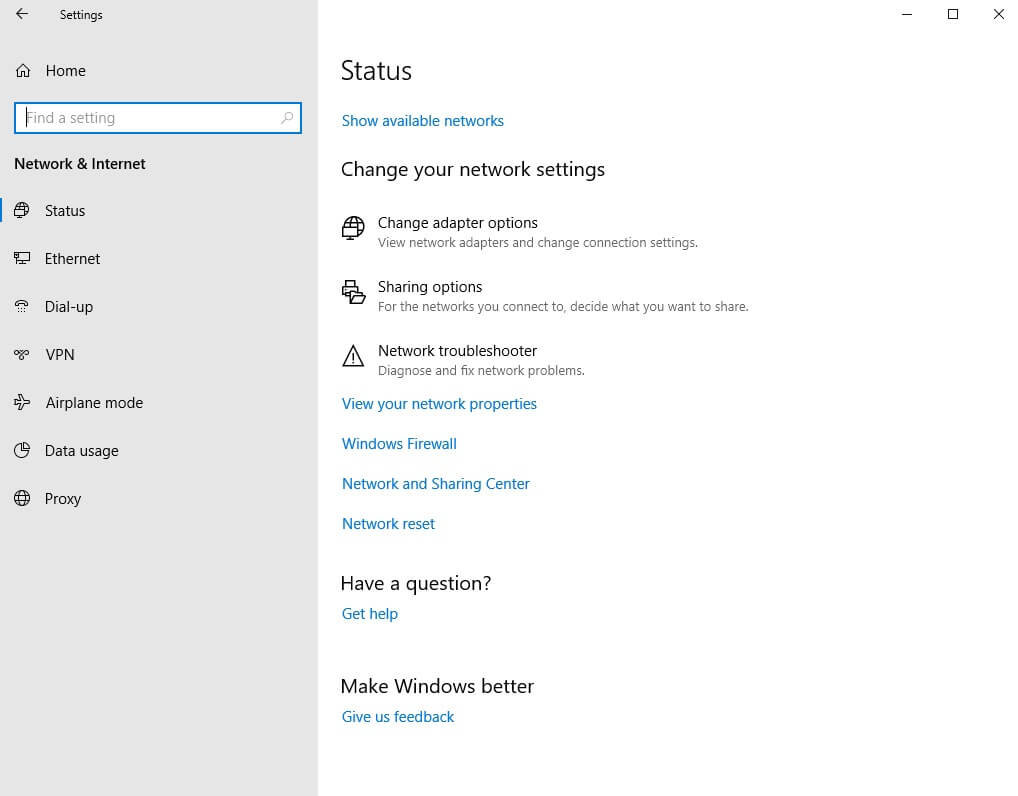 Settings
Home
Find a setting
Network & Internet
Status
Ethernet
Dial-up
VPN
Airplane mode
Data usage
Proxy
Status
Show available networks
Change your network settings
Change adapter options
View network adapters and change connection settings.
Sharing options
For the networks you connect to, decide what you want to share.
Network troubleshooter
Diagnose and fix network problems.
View your network properties
Windows Firewall
Network and Sharing Center
Network reset
Have a question?
Get help
Make Windows better
Give us feedback